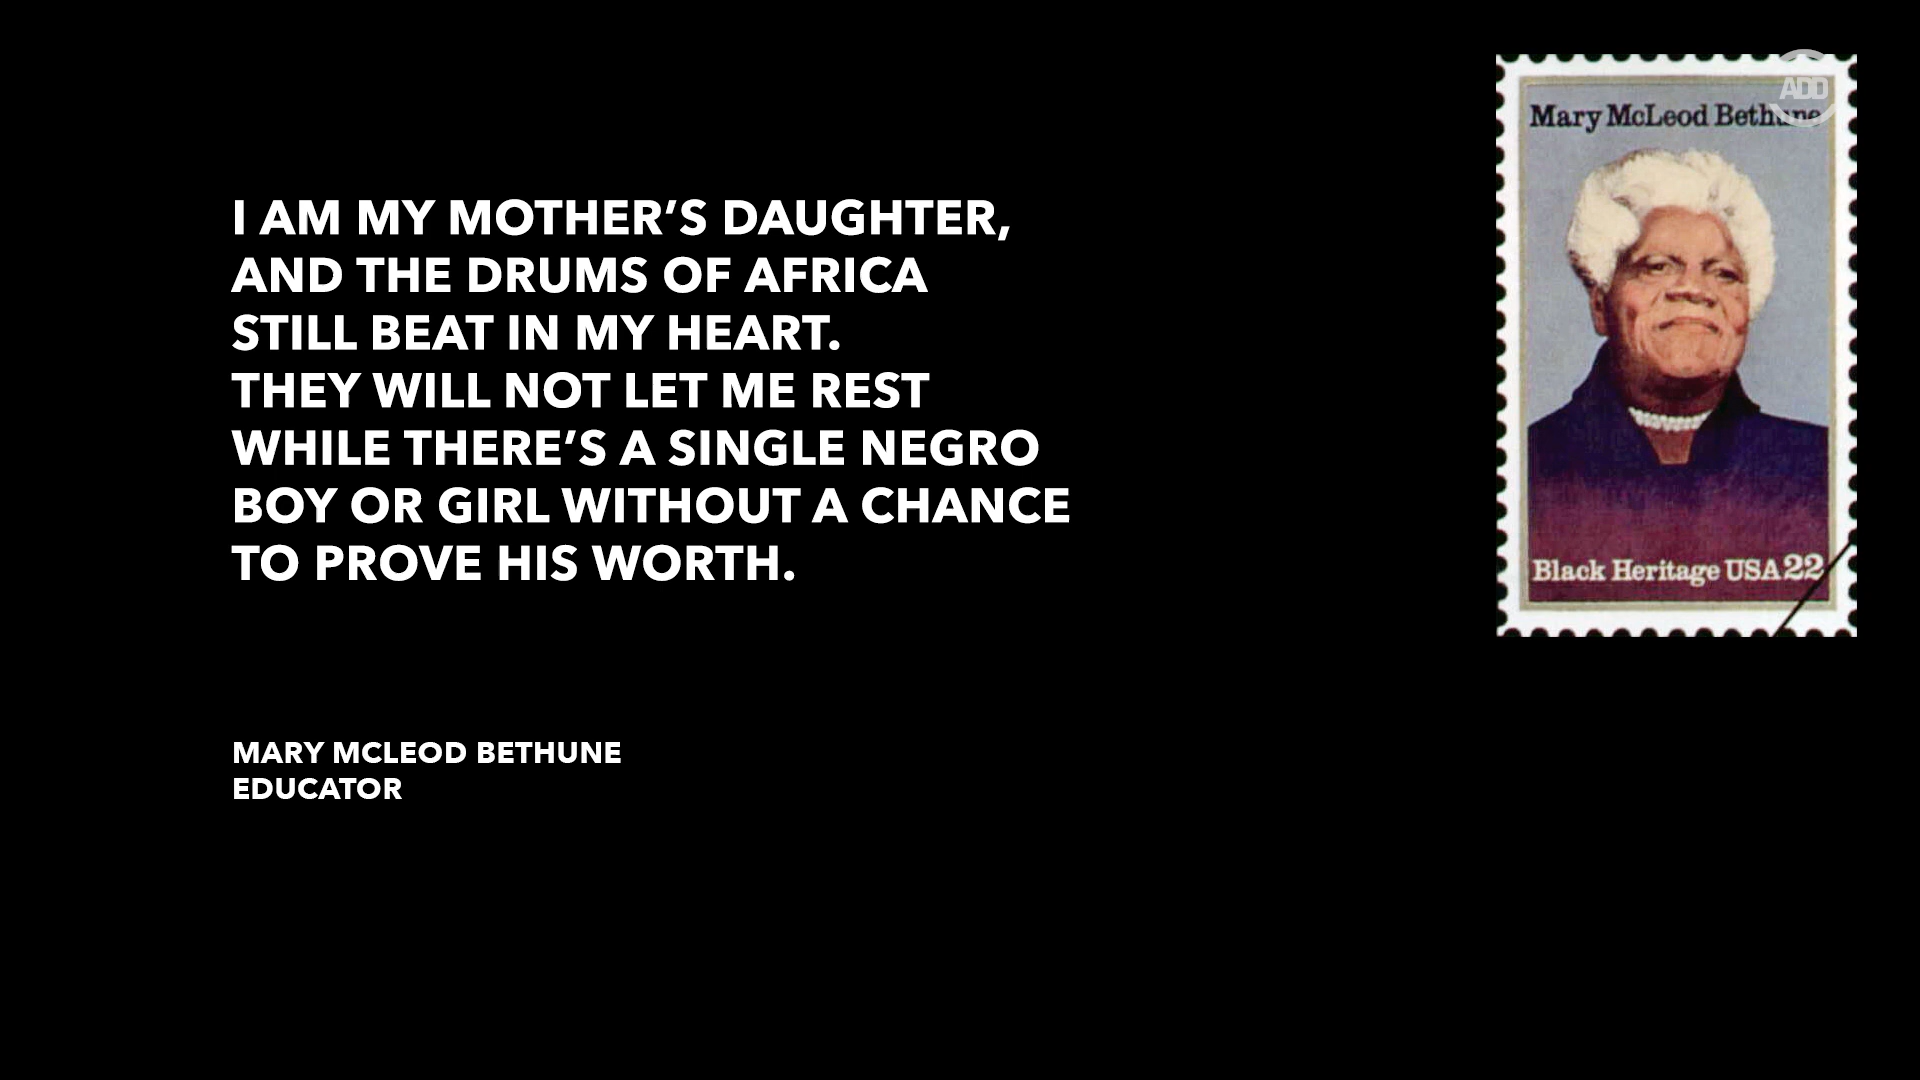 I AM MY MOTHER’S DAUGHTER,
AND THE DRUMS OF AFRICA
STILL BEAT IN MY HEART.
THEY WILL NOT LET ME REST
WHILE THERE’S A SINGLE NEGRO
BOY OR GIRL WITHOUT A CHANCE
TO PROVE HIS WORTH.
MARY MCLEOD BETHUNE
EDUCATOR
ADD
Mary McLeod Bethune
Black Heritage USA 22